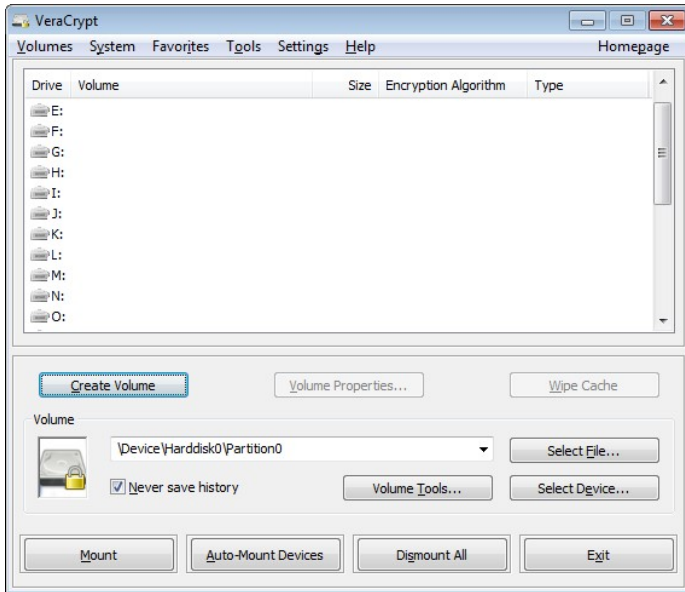 VeraCrypt
Volumes System Favorites Tools Settings Help Homepage
Drive Volume Size Encryption Algorithm Type
E:
F:
G:
H:
I:
J:
K:
L:
M:
N:
O:
Create Volume Volume Properties... Wipe Cache
Volume
\Device\Harddisk0\Partition0 Select File...
Never save history Volume Tools... Select Device...
Mount Auto-Mount Devices Dismount All Exit